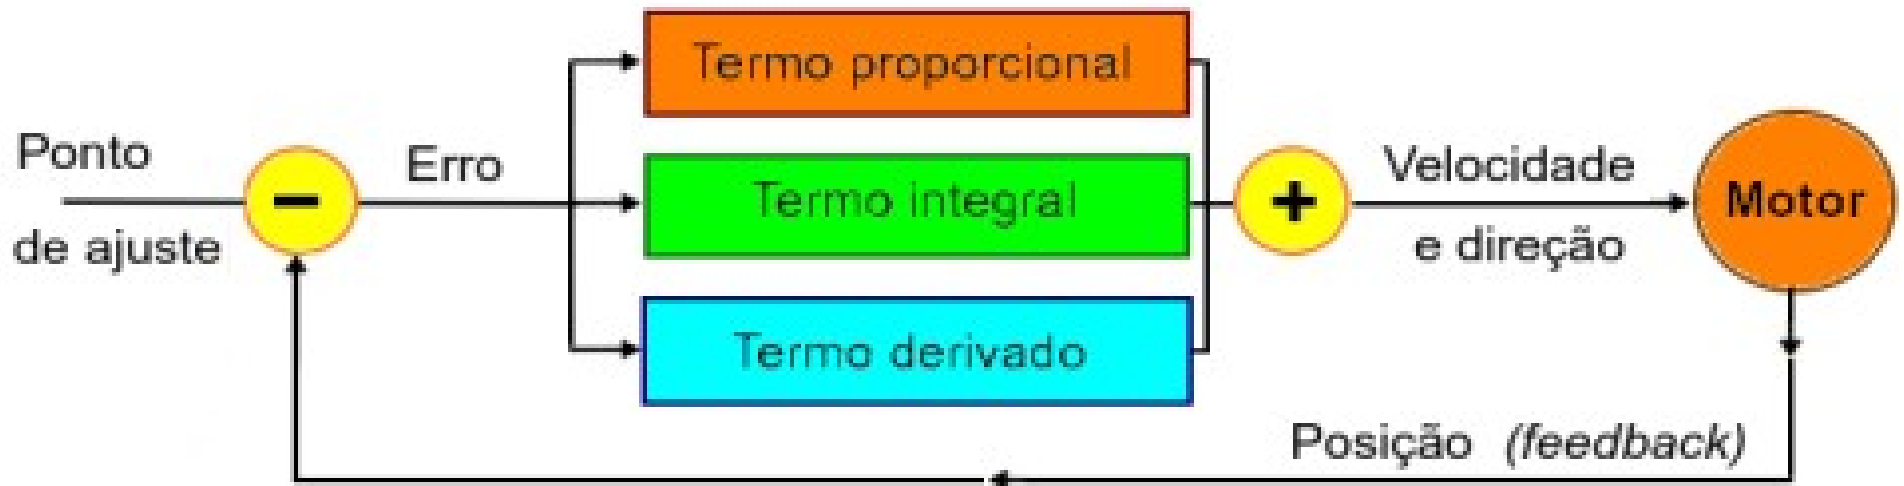 Termo proporcional
Ponto
de ajuste
−
Erro
Termo integral
+
Velocidade
e direção
Motor
Termo derivado
Posição (feedback)